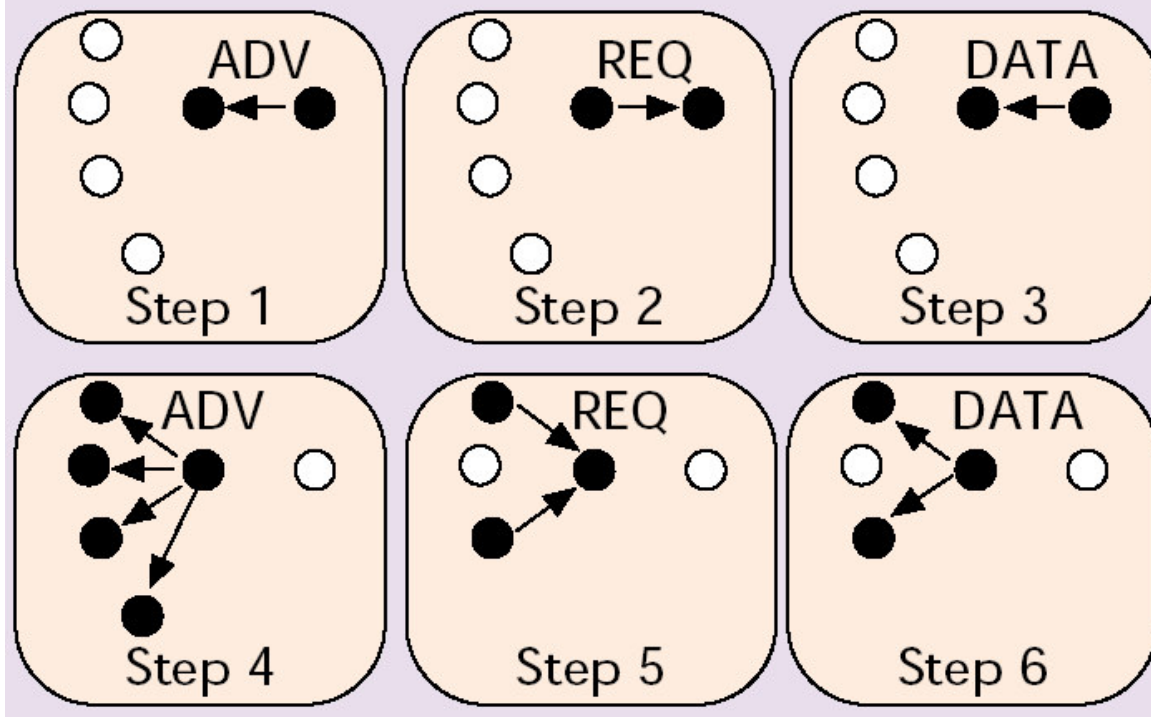 ADV
Step 1
REQ
Step 2
DATA
Step 3
ADV
Step 4
REQ
Step 5
DATA
Step 6